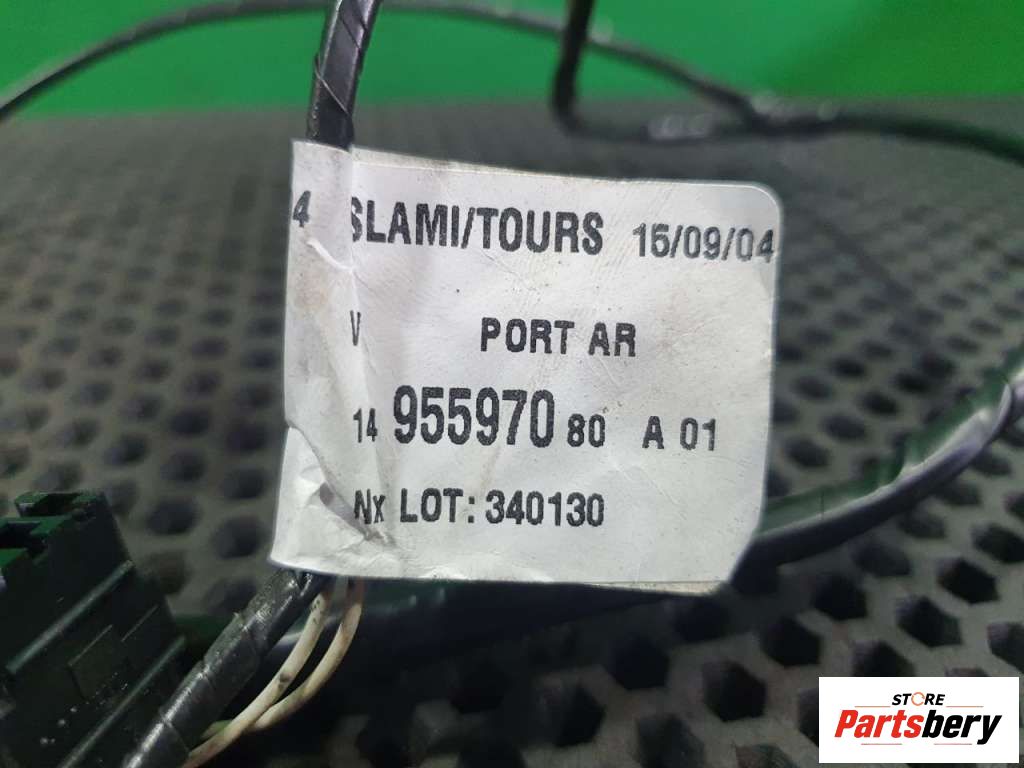 4 SLAMI/TOURS 15/09/04
V PORT AR
14 955970 80 A 01
Nx LOT: 340130
STORE
Partsbery